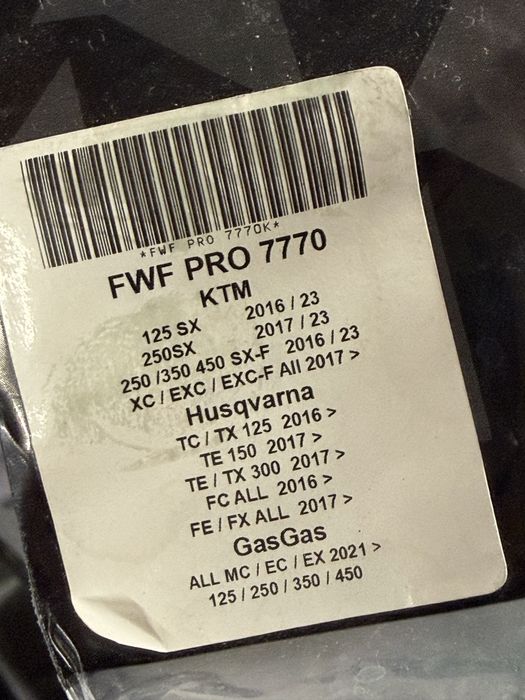 *FWF PRO 7770K*
FWF PRO 7770
KTM
125 SX 2016 / 23
250SX 2017 / 23
250 /350 450 SX-F 2016 / 23
XC / EXC / EXC-F All 2017 >
Husqvarna
TC / TX 125 2016 >
TE 150 2017 >
TE / TX 300 2017 >
FC ALL 2016 >
FE / FX ALL 2017 >
GasGas
ALL MC / EC / EX 2021 >
125 / 250 / 350 / 450